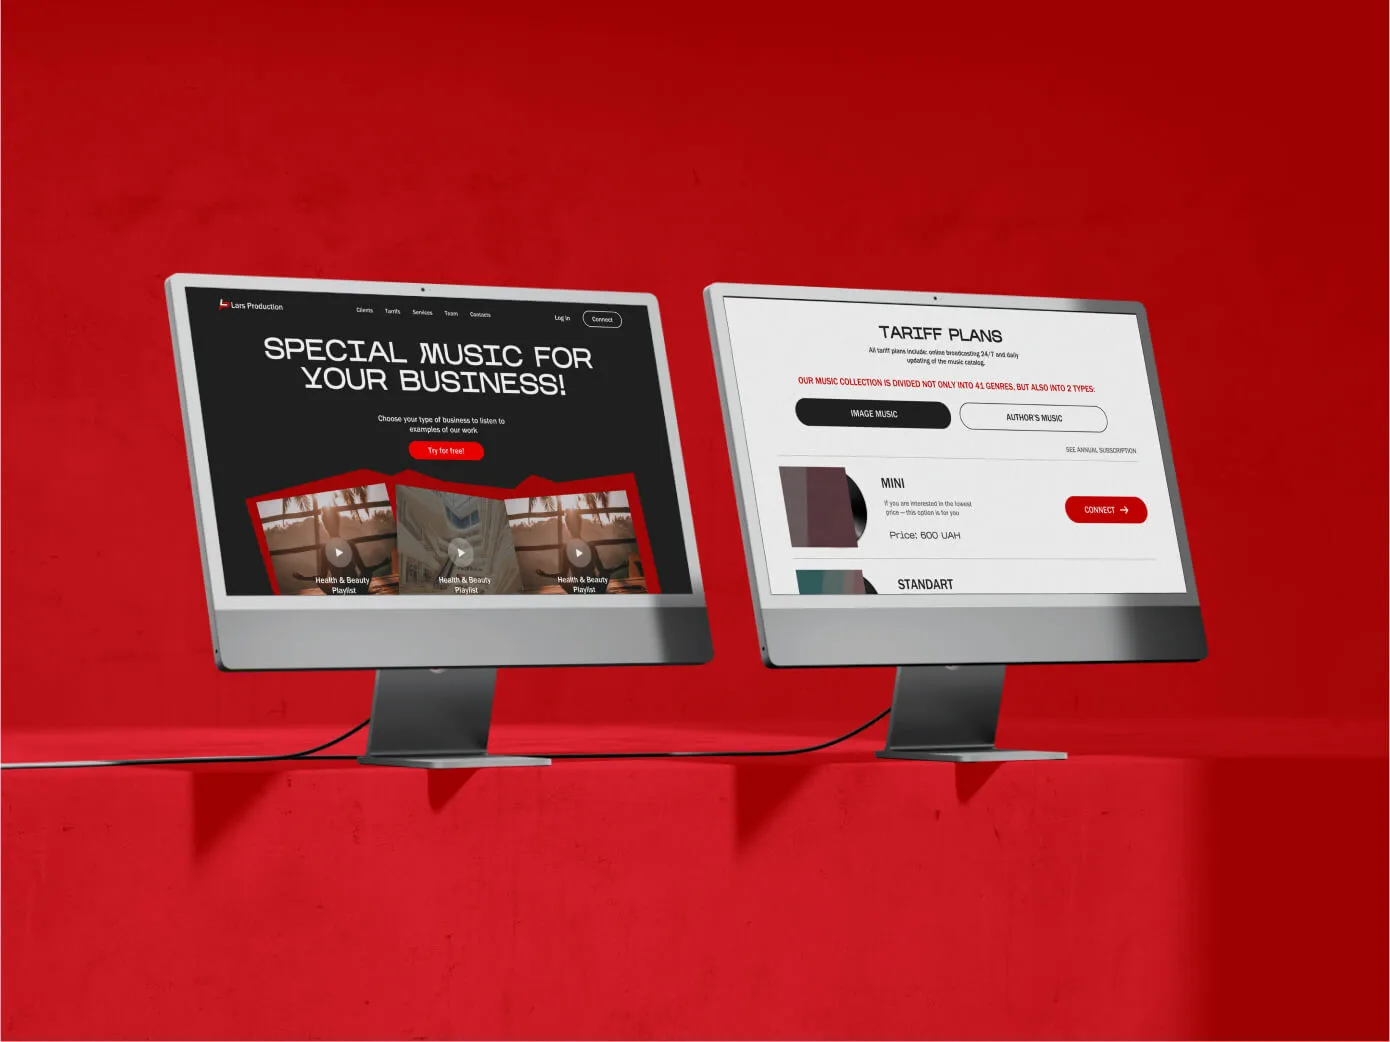 Lars Production
Clients
Tarrifs
Services
Team
Contacts
Log in
Connect
SPECIAL MUSIC FOR
YOUR BUSINESS!
Choose your type of business to listen to
examples of our work
Try for free!
Health & Beauty
Playlist
Health & Beauty
Playlist
Health & Beauty
Playlist
TARIFF PLANS
All tariff plans include: online broadcasting 24/7 and daily
updating of the music catalog.
OUR MUSIC COLLECTION IS DIVIDED NOT ONLY INTO 41 GENRES, BUT ALSO INTO 2 TYPES:
IMAGE MUSIC
AUTHOR'S MUSIC
SEE ANNUAL SUBSCRIPTION
MINI
If you are interested in the lowest
price — this option is for you
Price: 600 UAH
CONNECT →
STANDART